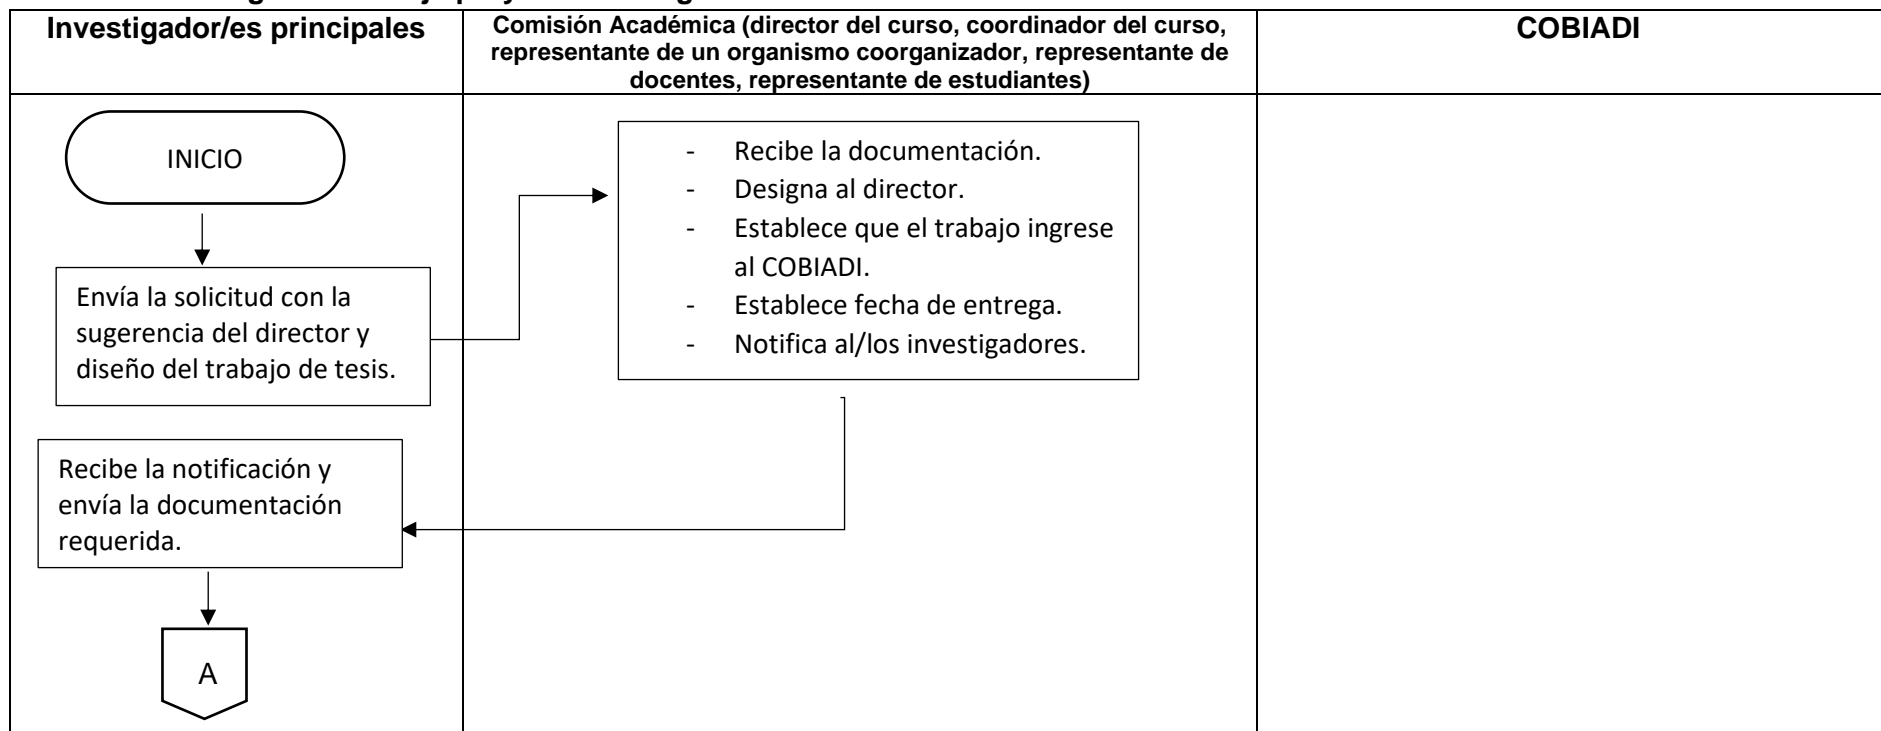 Investigador/es principales
Comisión Académica (director del curso, coordinador del curso,
representante de un organismo coorganizador, representante de
docentes, representante de estudiantes)
COBIADI
INICIO
Envía la solicitud con la
sugerencia del director y
diseño del trabajo de tesis.
- Recibe la documentación.
- Designa al director.
- Establece que el trabajo ingrese
al COBIADI.
- Establece fecha de entrega.
- Notifica al/los investigadores.
Recibe la notificación y
envía la documentación
requerida.
A